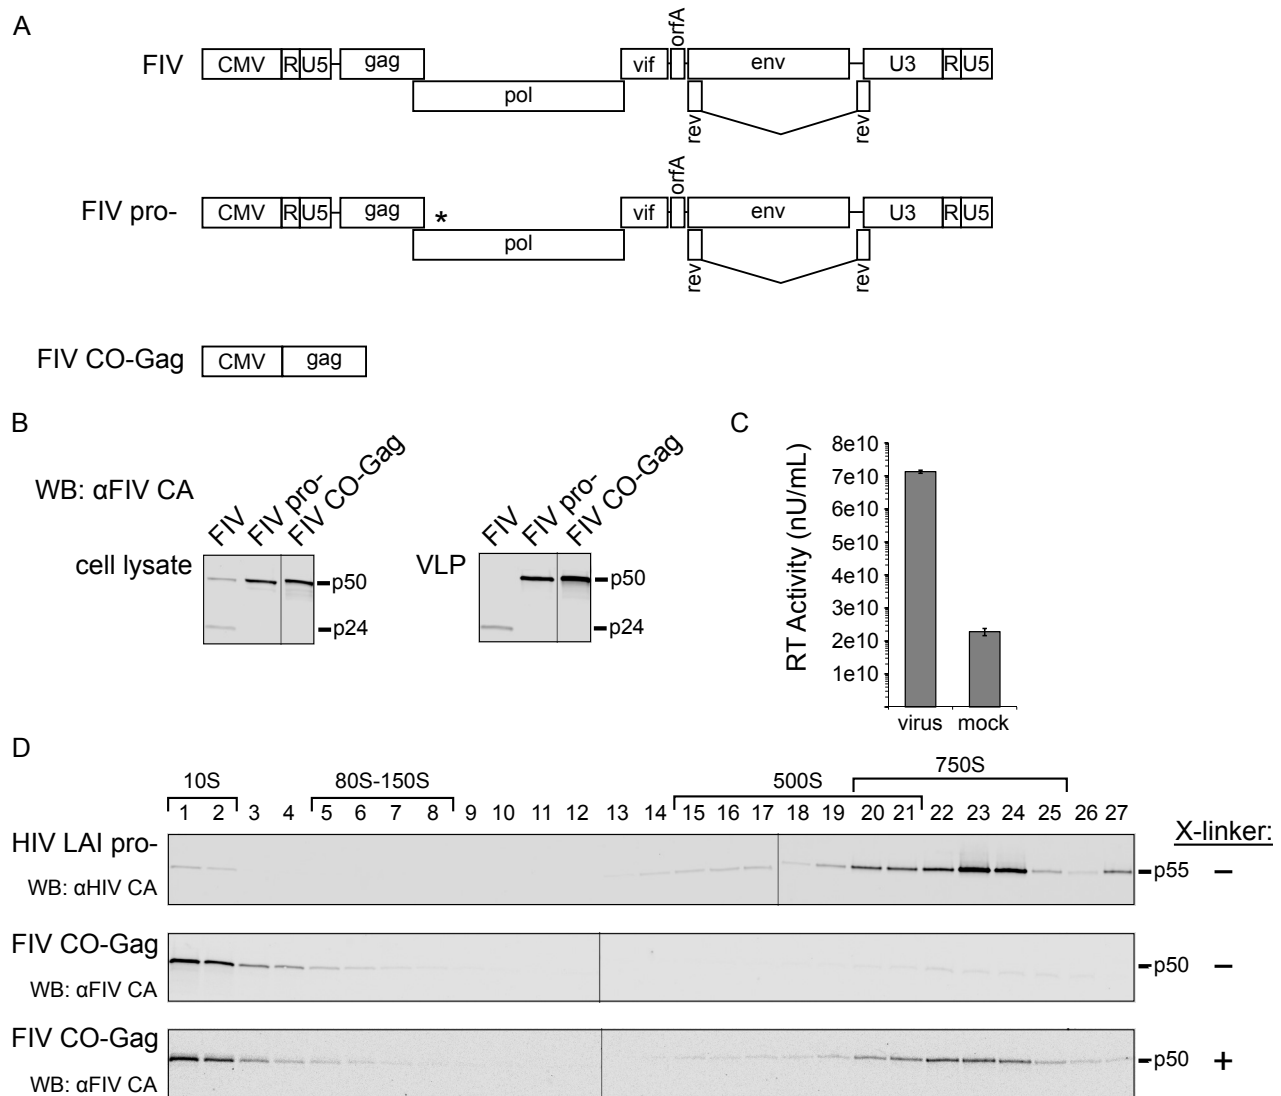 A
FIV CMV R U5 gag pol vif orfA env rev rev U3 R U5
FIV pro- CMV R U5 gag * pol vif orfA env rev rev U3 R U5
FIV CO-Gag CMV gag
B
WB: αFIV CA
FIV FIV pro- FIV CO-Gag
cell lysate
p50
p24
FIV FIV pro- FIV CO-Gag
VLP
p50
p24
C
RT Activity (nU/mL)
8e10
7e10
6e10
5e10
4e10
3e10
2e10
1e10
virus mock
D
10S 80S-150S 500S 750S
1 2 3 4 5 6 7 8 9 10 11 12 13 14 15 16 17 18 19 20 21 22 23 24 25 26 27
X-linker:
HIV LAI pro-
WB: αHIV CA
p55 –
FIV CO-Gag
WB: αFIV CA
p50 –
FIV CO-Gag
WB: αFIV CA
p50 +